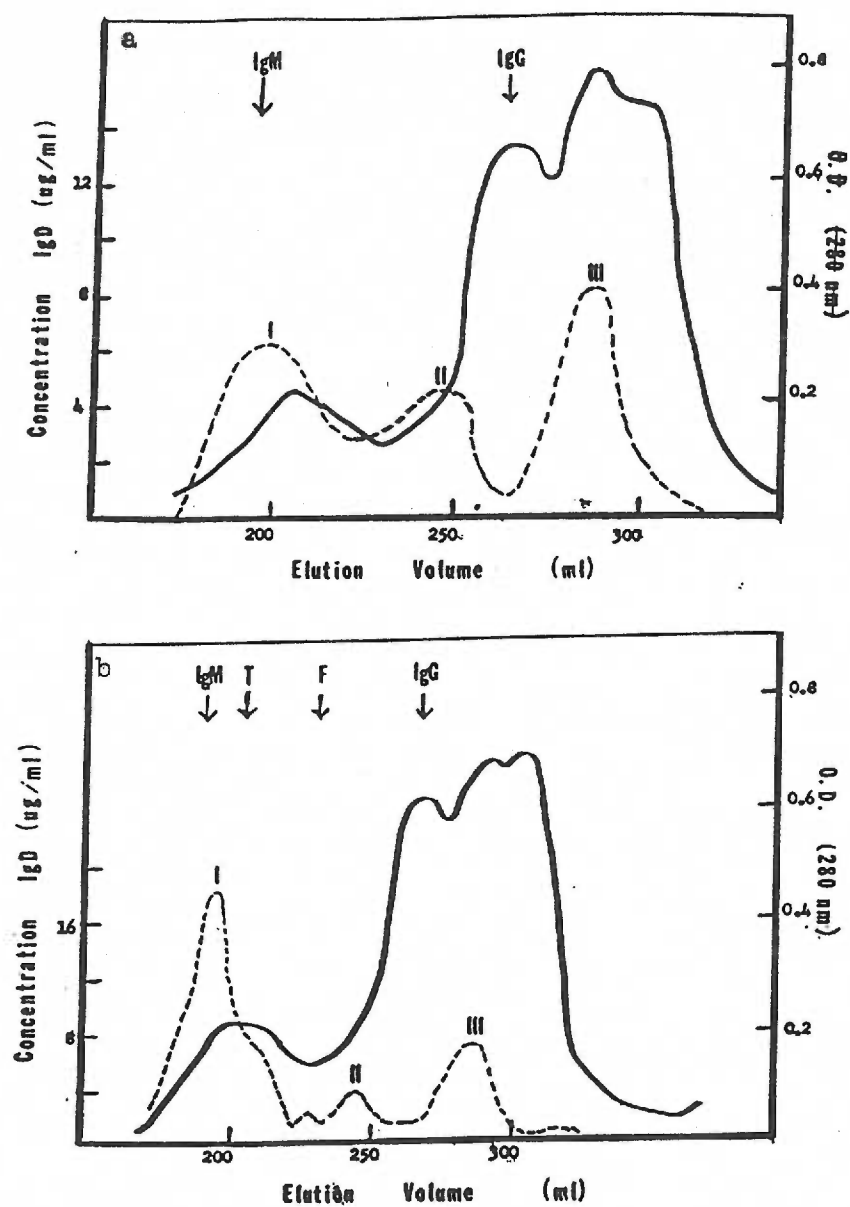 a
IgM
IgG
I
II
III
12
8
4
Concentration IgD (ug/ml)
0.8
0.6
0.4
0.2
O.D. (280 nm)
200
250
300
Elution Volume (ml)
b
IgM T F IgG
I
II
III
16
8
Concentration IgD (ug/ml)
0.8
0.6
0.4
0.2
O.D. (280 nm)
200
250
300
Elution Volume (ml)